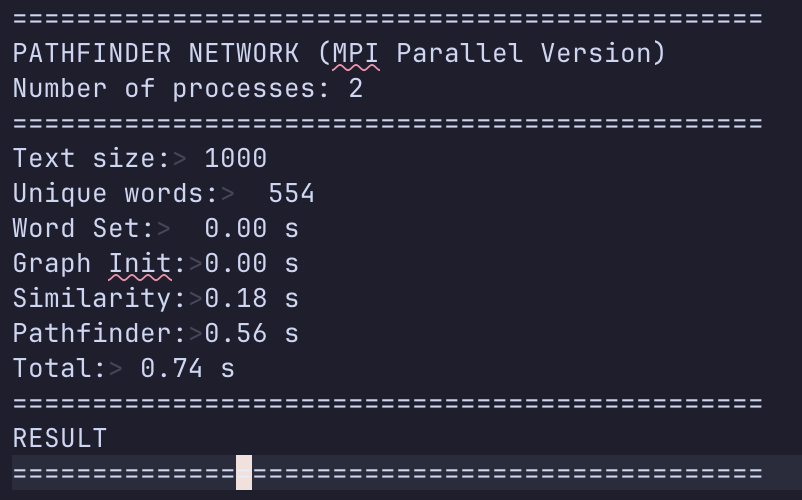 ===============================================
PATHFINDER NETWORK (MPI Parallel Version)
Number of processes: 2
===============================================
Text size:> 1000
Unique words:>  554
Word Set:>  0.00 s
Graph Init:>0.00 s
Similarity:>0.18 s
Pathfinder:>0.56 s
Total:> 0.74 s
===============================================
RESULT
===============================================